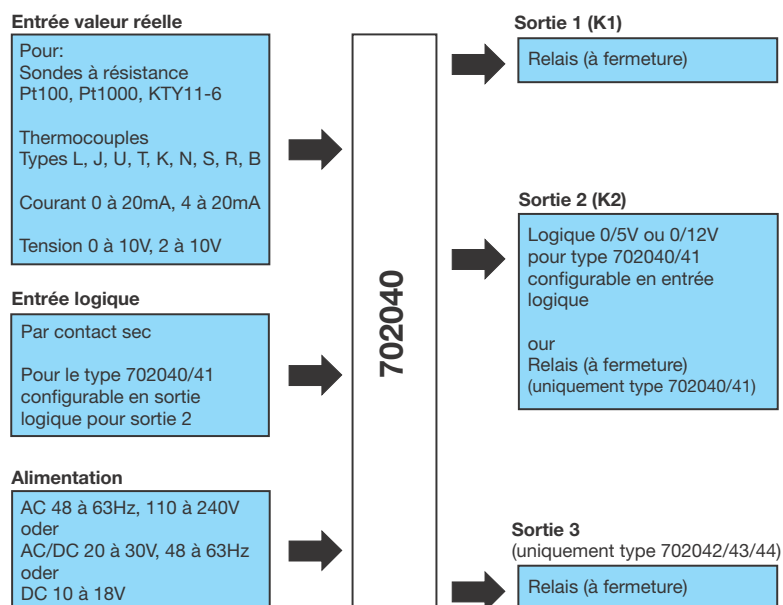 Entrée valeur réelle
Pour:
Sondes à résistance
Pt100, Pt1000, KTY11-6
Thermocouples
Types L, J, U, T, K, N, S, R, B
Courant 0 à 20mA, 4 à 20mA
Tension 0 à 10V, 2 à 10V
Entrée logique
Par contact sec
Pour le type 702040/41
configurable en sortie
logique pour sortie 2
Alimentation
AC 48 à 63Hz, 110 à 240V
oder
AC/DC 20 à 30V, 48 à 63Hz
oder
DC 10 à 18V
702040
Sortie 1 (K1)
Relais (à fermeture)
Sortie 2 (K2)
Logique 0/5V ou 0/12V
pour type 702040/41
configurable en entrée
logique
our
Relais (à fermeture)
(uniquement type 702040/41)
Sortie 3
(uniquement type 702042/43/44)
Relais (à fermeture)